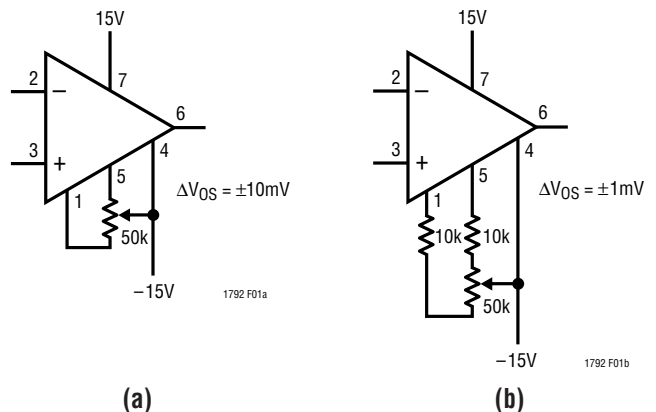 15V
2
7
−
6
3
+
4
5
1
ΔVOS = ±10mV
50k
−15V
1792 F01a
(a)
15V
2
7
−
6
3
+
4
1
5
ΔVOS = ±1mV
10k
10k
50k
−15V
1792 F01b
(b)